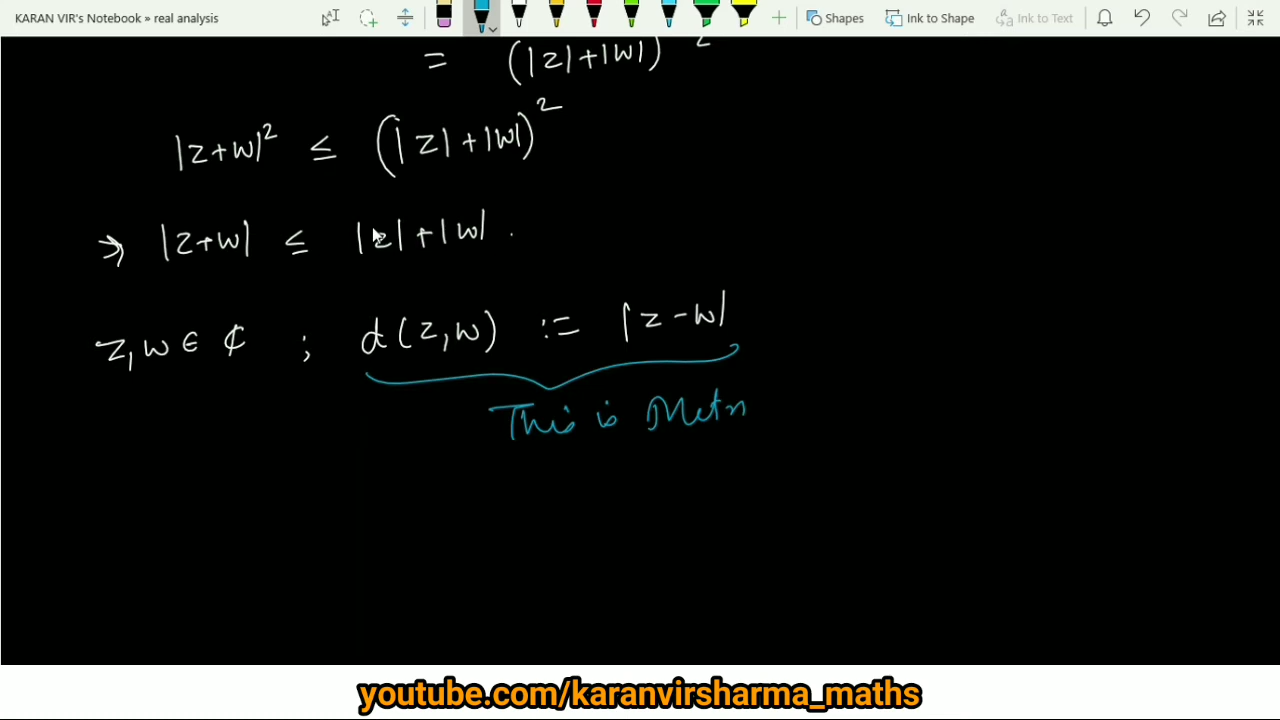 KARAN VIR's Notebook » real analysis
Shapes
Ink to Shape
Ink to Text
= (|z|+|w|)²
|z+w|² ≤ (|z|+|w|)²
⇒ |z+w| ≤ |z|+|w|.
z,w ∈ ℂ ; d(z,w) := |z-w|
This is Metri
youtube.com/karanvirsharma_maths